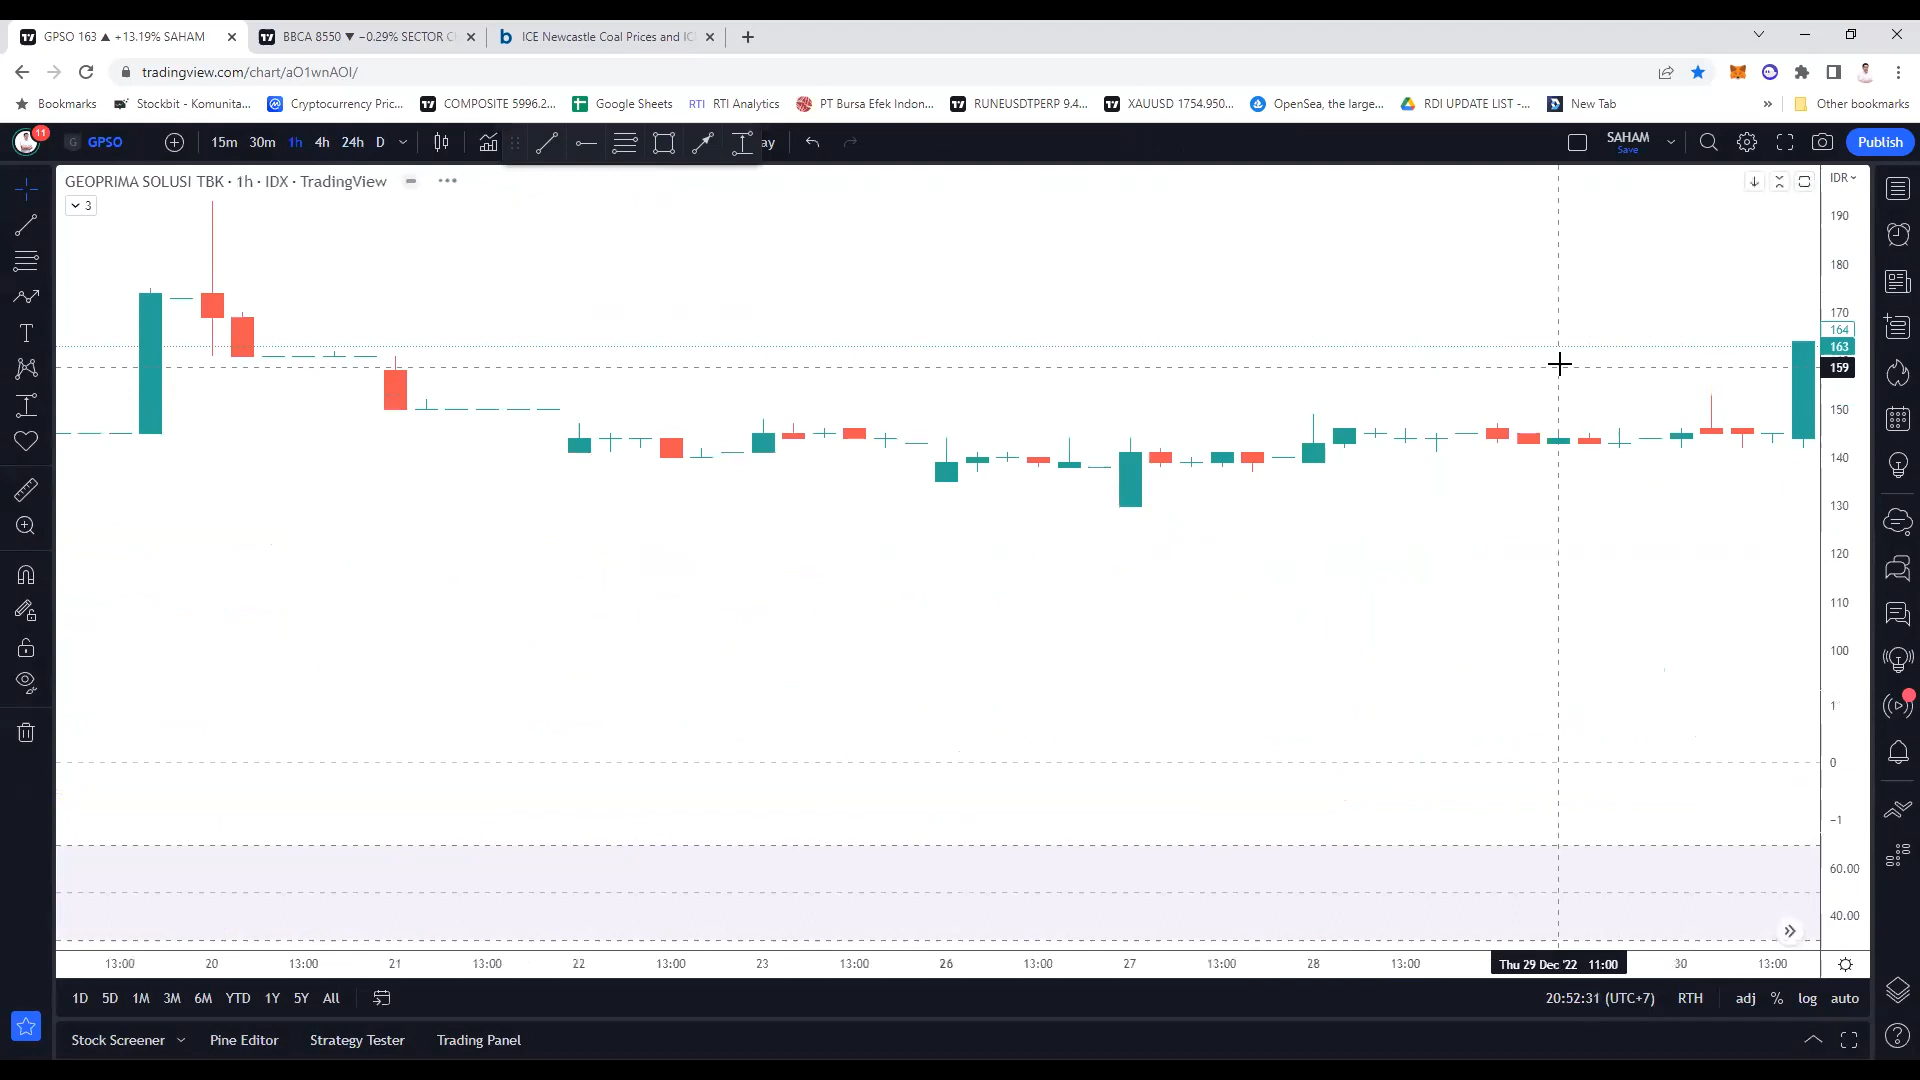 GPSO 163 ▲ +13.19% SAHAM
BBCA 8550 ▼ −0.29% SECTOR C
ICE Newcastle Coal Prices and IC
tradingview.com/chart/aO1wnAOI/
Bookmarks
Stockbit - Komunita...
Cryptocurrency Pric...
COMPOSITE 5996.2...
Google Sheets
RTI RTI Analytics
PT Bursa Efek Indon...
RUNEUSDTPERP 9.4...
XAUUSD 1754.950...
OpenSea, the large...
RDI UPDATE LIST -...
New Tab
»
Other bookmarks
11
G GPSO
15m 30m 1h 4h 24h D
ay
SAHAM
Save
Publish
GEOPRIMA SOLUSI TBK · 1h · IDX · TradingView
3
IDR
190
180
170
164
163
159
150
140
130
120
110
100
1
0
−1
60.00
40.00
13:00 20 13:00 21 13:00 22 13:00 23 13:00 26 13:00 27 13:00 28 13:00 Thu 29 Dec '22 11:00 30 13:00
1D 5D 1M 3M 6M YTD 1Y 5Y All
20:52:31 (UTC+7) RTH adj % log auto
Stock Screener Pine Editor Strategy Tester Trading Panel